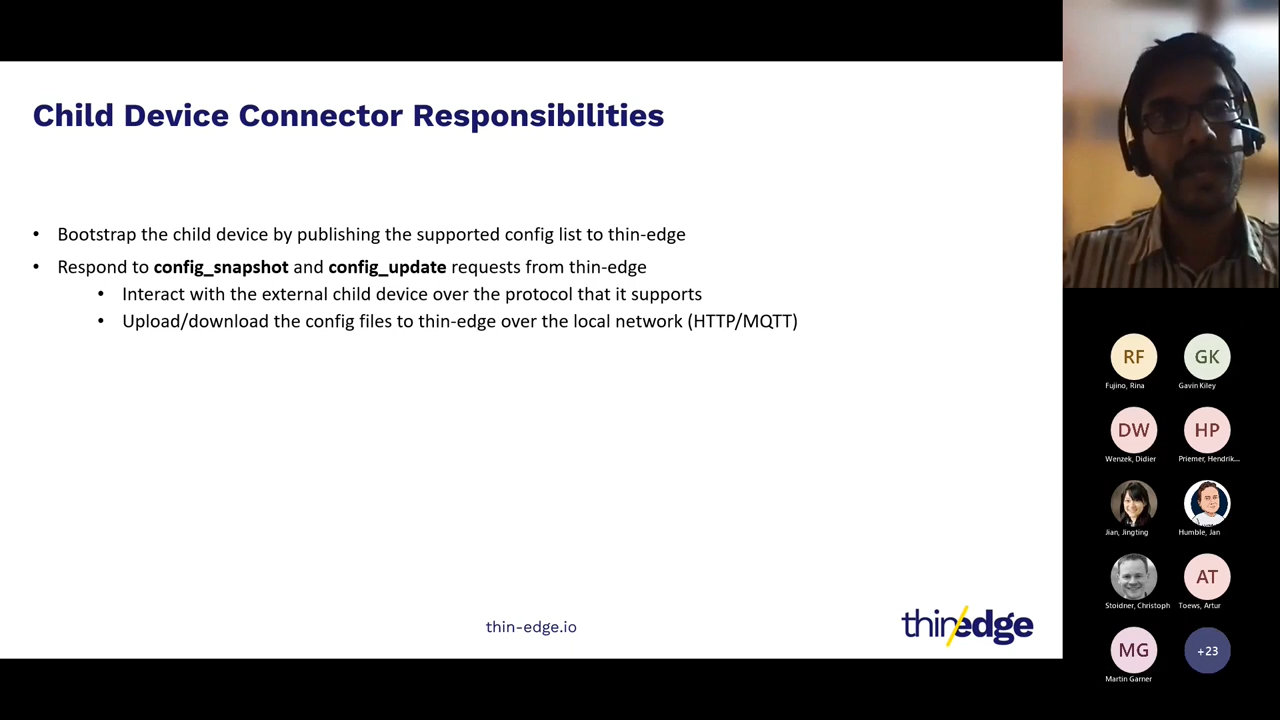 Child Device Connector Responsibilities
• Bootstrap the child device by publishing the supported config list to thin-edge
• Respond to config_snapshot and config_update requests from thin-edge
• Interact with the external child device over the protocol that it supports
• Upload/download the config files to thin-edge over the local network (HTTP/MQTT)
thin-edge.io
thin/edge
RF
Fujino, Rina
GK
Gavin Kiley
DW
Wenzek, Didier
HP
Priemer, Hendrik...
Jian, Jingting
Humble, Jan
Stoidner, Christoph
AT
Toews, Artur
MG
Martin Garner
+23